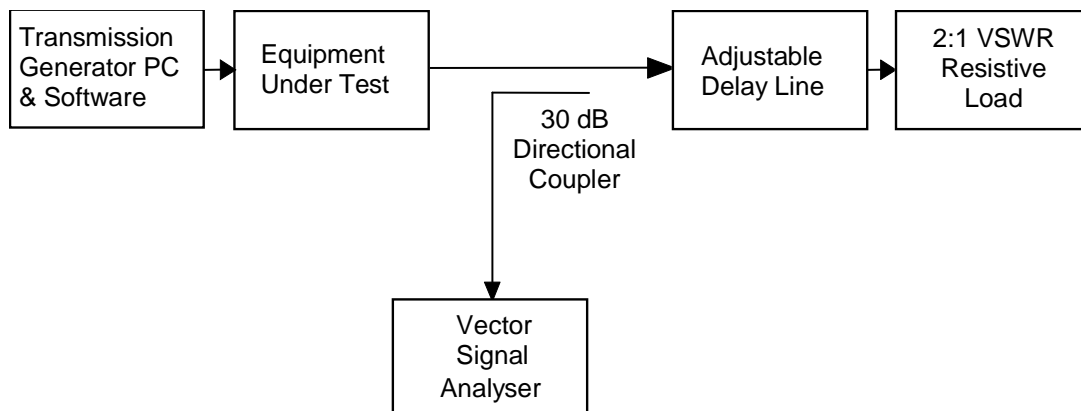 Transmission
Generator PC
& Software
Equipment
Under Test
30 dB
Directional
Coupler
Adjustable
Delay Line
2:1 VSWR
Resistive
Load
Vector
Signal
Analyser